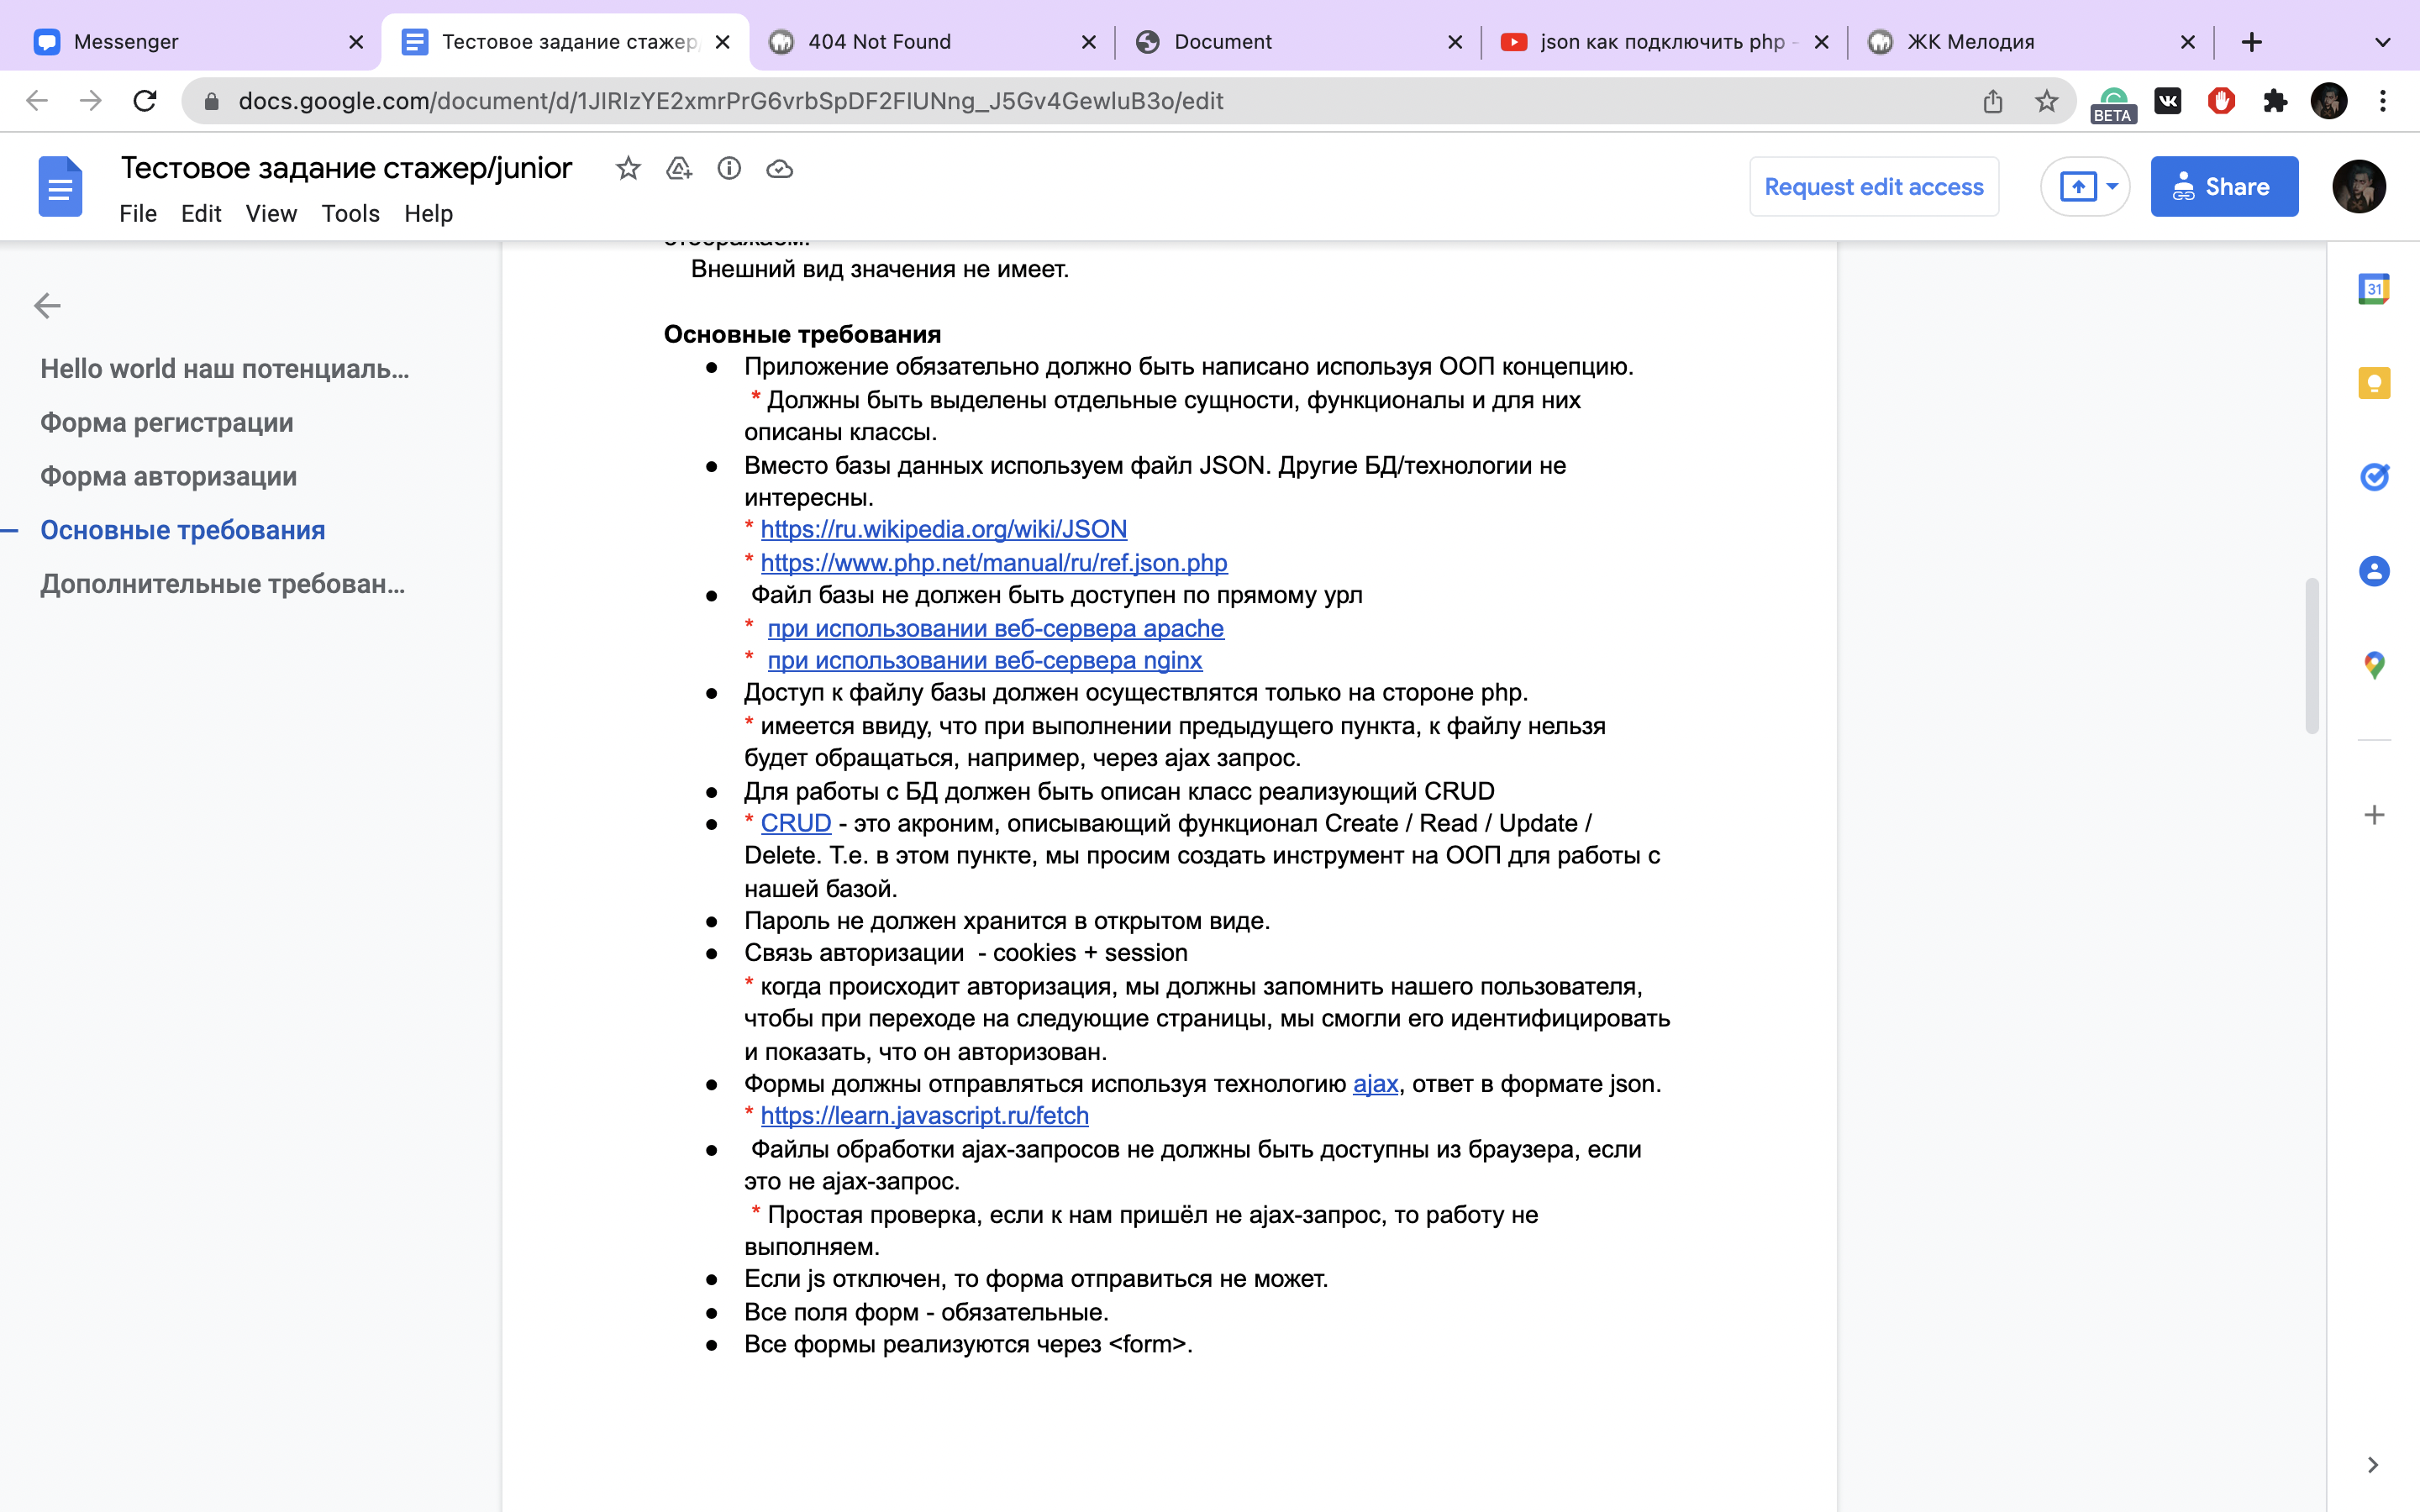 Messenger
Тестовое задание стажер
404 Not Found
Document
json как подключить php -
ЖК Мелодия
docs.google.com/document/d/1JIRIzYE2xmrPrG6vrbSpDF2FIUNng_J5Gv4GewluB3o/edit
BETA
Тестовое задание стажер/junior
File Edit View Tools Help
Request edit access
Share
Hello world наш потенциаль...
Форма регистрации
Форма авторизации
Основные требования
Дополнительные требован...
отображаем.
Внешний вид значения не имеет.
Основные требования
● Приложение обязательно должно быть написано используя ООП концепцию.
* Должны быть выделены отдельные сущности, функционалы и для них
описаны классы.
● Вместо базы данных используем файл JSON. Другие БД/технологии не
интересны.
* https://ru.wikipedia.org/wiki/JSON
* https://www.php.net/manual/ru/ref.json.php
● Файл базы не должен быть доступен по прямому урл
* при использовании веб-сервера apache
* при использовании веб-сервера nginx
● Доступ к файлу базы должен осуществлятся только на стороне php.
* имеется ввиду, что при выполнении предыдущего пункта, к файлу нельзя
будет обращаться, например, через ajax запрос.
● Для работы с БД должен быть описан класс реализующий CRUD
● * CRUD - это акроним, описывающий функционал Create / Read / Update /
Delete. Т.е. в этом пункте, мы просим создать инструмент на ООП для работы с
нашей базой.
● Пароль не должен хранится в открытом виде.
● Связь авторизации - cookies + session
* когда происходит авторизация, мы должны запомнить нашего пользователя,
чтобы при переходе на следующие страницы, мы смогли его идентифицировать
и показать, что он авторизован.
● Формы должны отправляться используя технологию ajax, ответ в формате json.
* https://learn.javascript.ru/fetch
● Файлы обработки ajax-запросов не должны быть доступны из браузера, если
это не ajax-запрос.
* Простая проверка, если к нам пришёл не ajax-запрос, то работу не
выполняем.
● Если js отключен, то форма отправиться не может.
● Все поля форм - обязательные.
● Все формы реализуются через <form>.
31